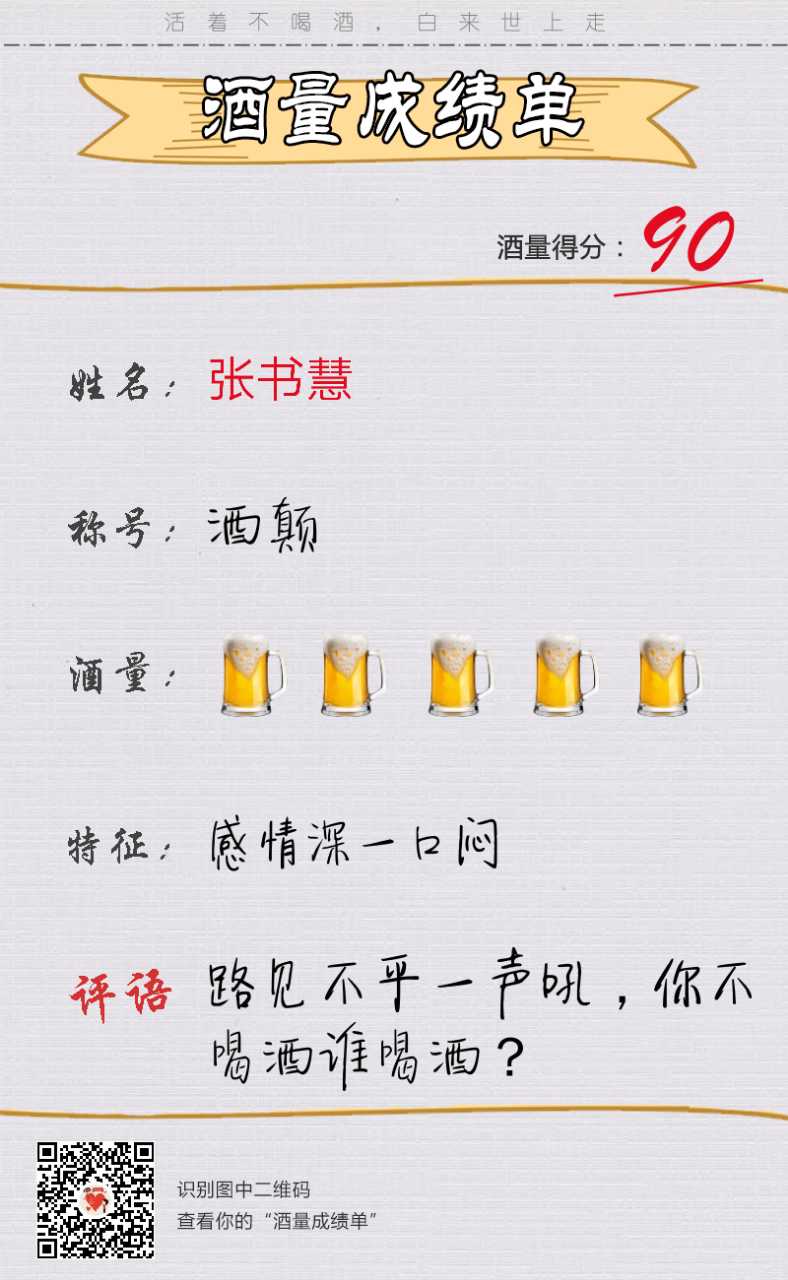 活着不喝酒，白来世上走
酒量成绩单
酒量得分：90
姓名：张书慧
称号：酒颠
酒量：
特征：感情深一口闷
评语 路见不平一声吼，你不
喝酒谁喝酒？
识别图中二维码
查看你的“酒量成绩单”